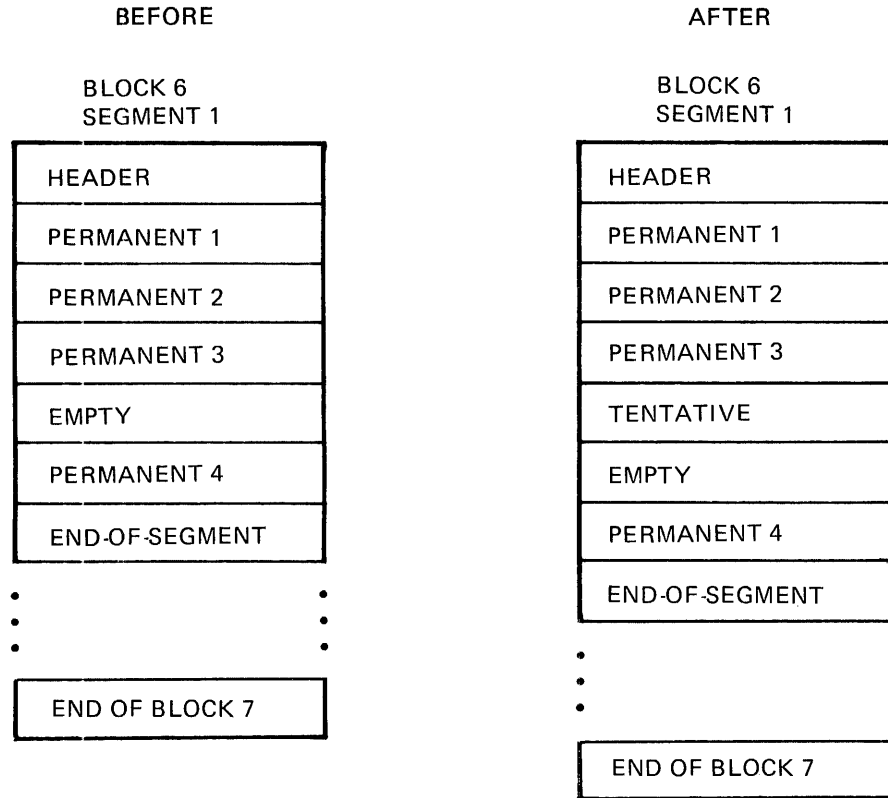 BEFORE
BLOCK 6
SEGMENT 1
HEADER
PERMANENT 1
PERMANENT 2
PERMANENT 3
EMPTY
PERMANENT 4
END-OF-SEGMENT
END OF BLOCK 7
AFTER
BLOCK 6
SEGMENT 1
HEADER
PERMANENT 1
PERMANENT 2
PERMANENT 3
TENTATIVE
EMPTY
PERMANENT 4
END-OF-SEGMENT
END OF BLOCK 7